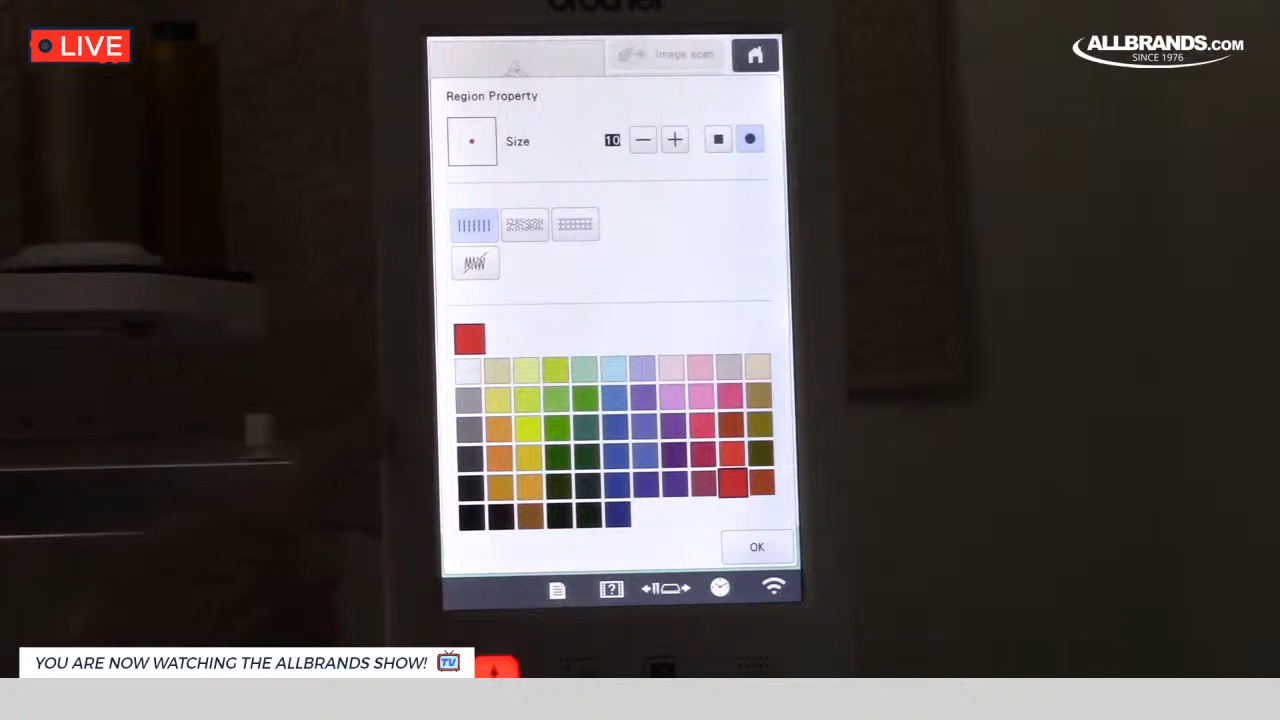 LIVE
brother
ALLBRANDS.COM
SINCE 1976
Image scan
Region Property
Size
10
OK
?
YOU ARE NOW WATCHING THE ALLBRANDS SHOW!
TV